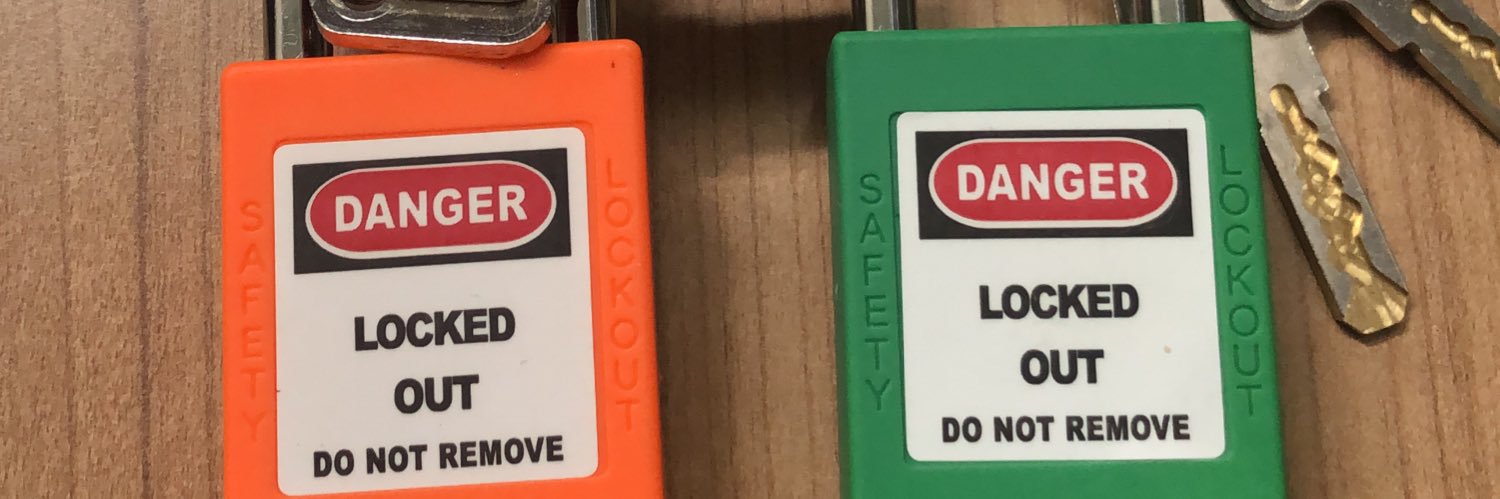 SAFETY
DANGER
LOCKED
OUT
DO NOT REMOVE
LOCKOUT
SAFETY
DANGER
LOCKED
OUT
DO NOT REMOVE
LOCKOUT